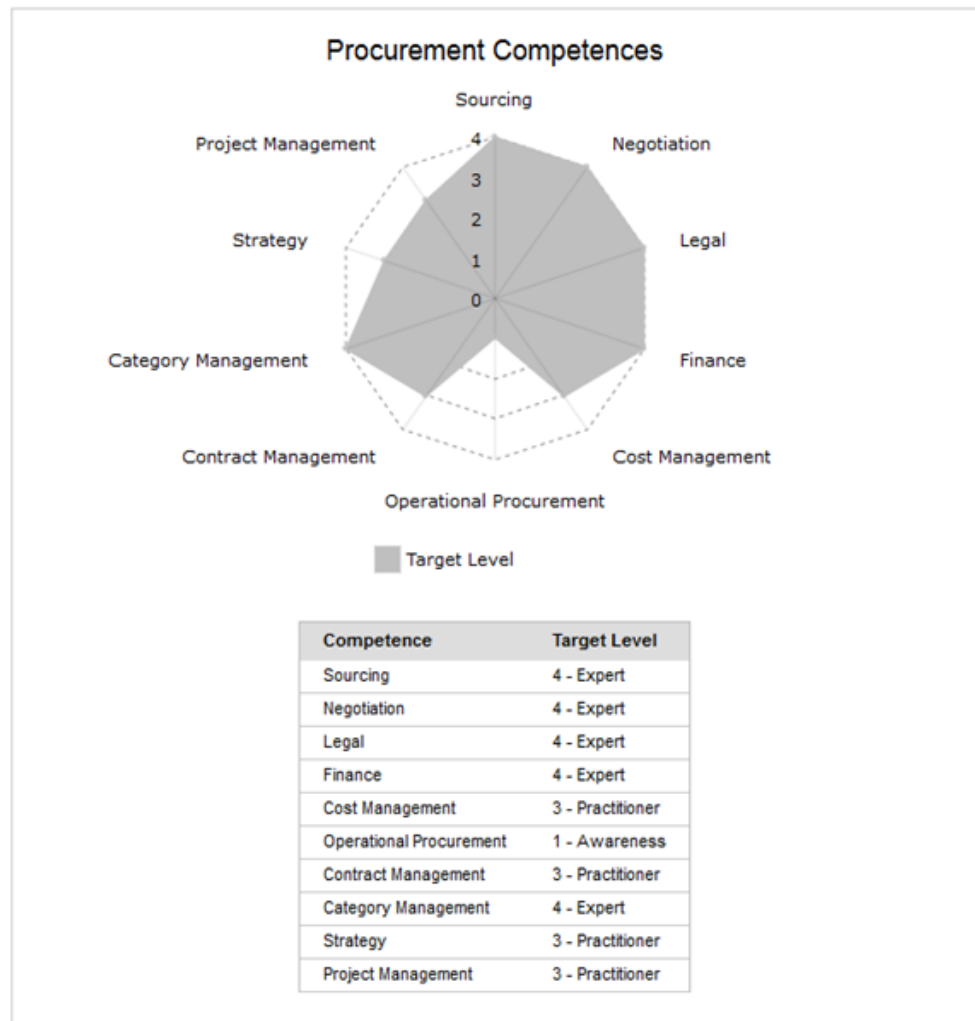 Procurement Competences
Sourcing
Project Management
Negotiation
4
3
2
1
0
Strategy
Legal
Category Management
Finance
Contract Management
Cost Management
Operational Procurement
Target Level
Competence Target Level
Sourcing 4 - Expert
Negotiation 4 - Expert
Legal 4 - Expert
Finance 4 - Expert
Cost Management 3 - Practitioner
Operational Procurement 1 - Awareness
Contract Management 3 - Practitioner
Category Management 4 - Expert
Strategy 3 - Practitioner
Project Management 3 - Practitioner